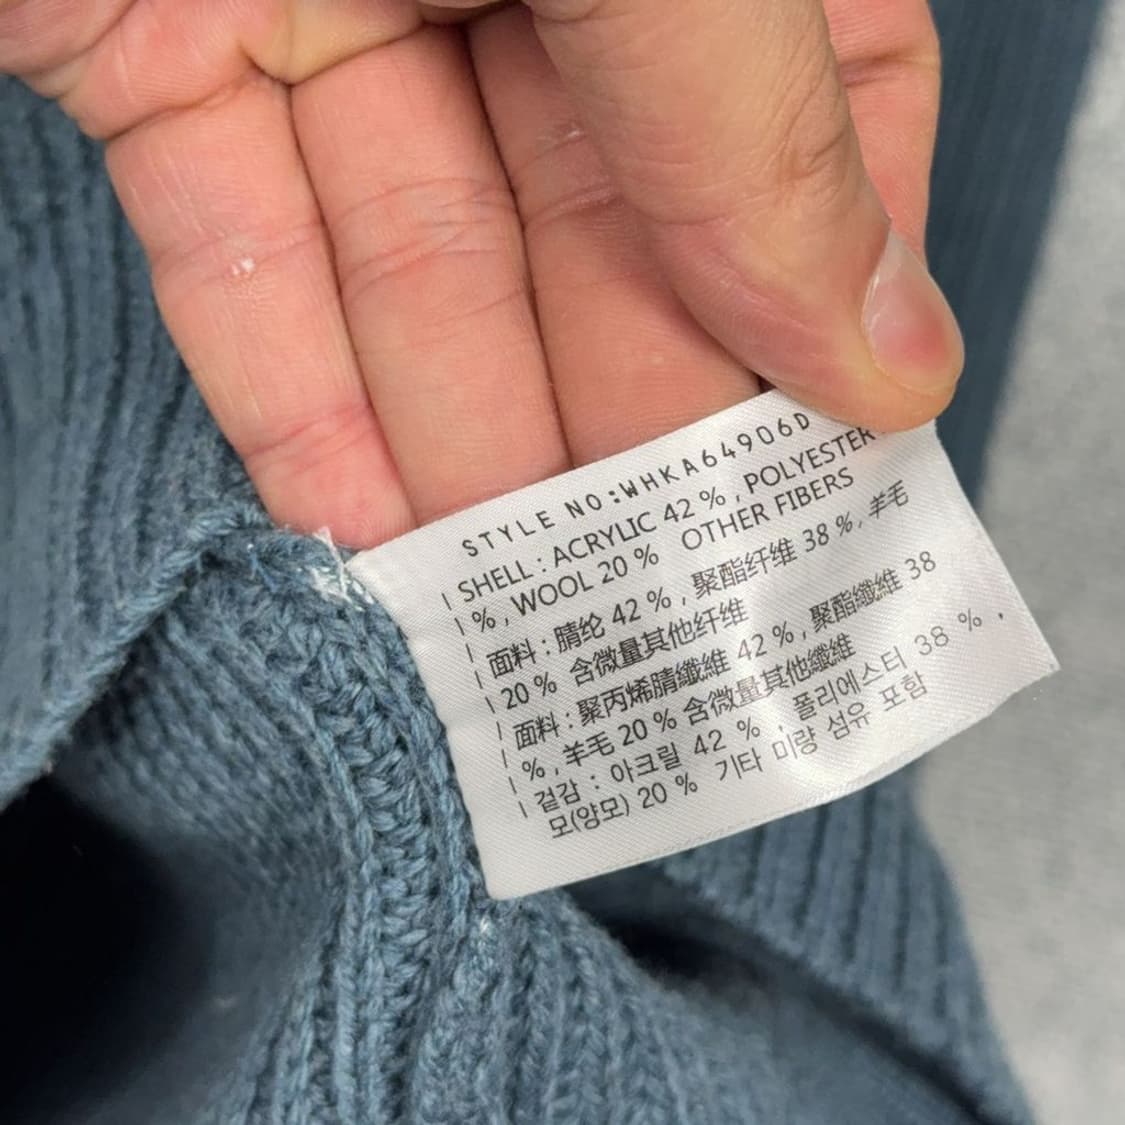 STYLE NO:WHKA64906D
SHELL : ACRYLIC 42 % , POLYESTER
%, WOOL 20 % OTHER FIBERS
面料 : 腈纶 42 % , 聚酯纤维 38 % , 羊毛
20 % 含微量其他纤维
面料 : 聚丙烯腈纖維 42 % , 聚酯纖維 38
% , 羊毛 20 % 含微量其他纖維
겉감 : 아크릴 42 % , 폴리에스터 38 % ,
모(양모) 20 % 기타 미량 섬유 포함